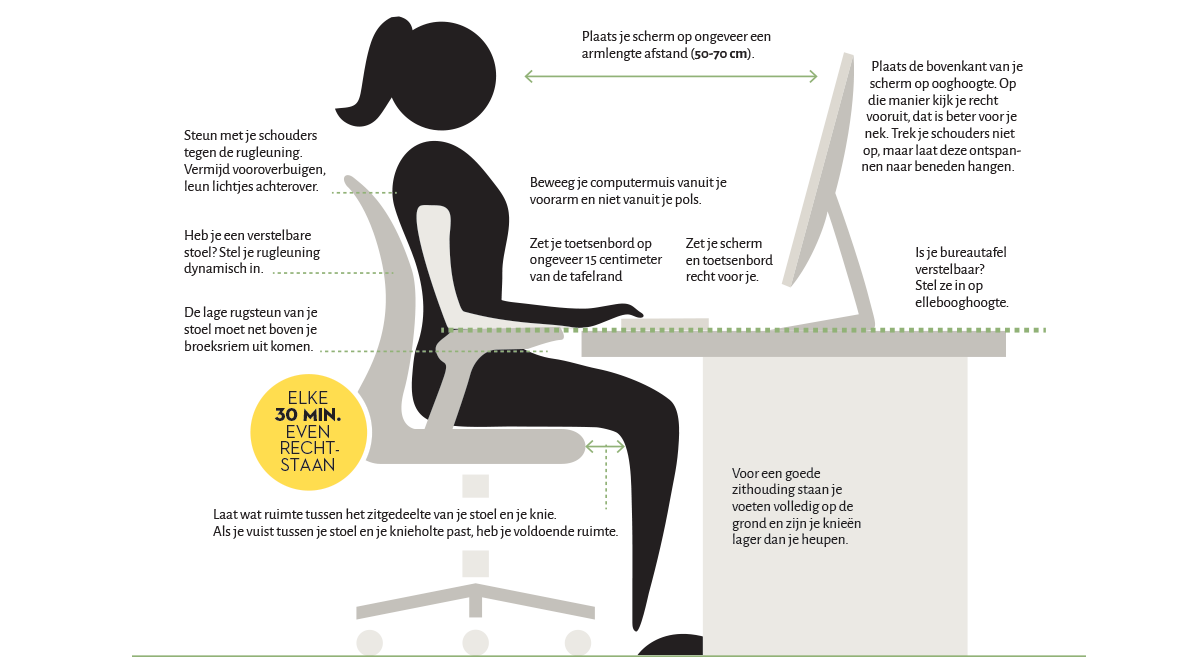 Plaats je scherm op ongeveer een
armlengte afstand (50-70 cm).
Plaats de bovenkant van je
scherm op ooghoogte. Op
die manier kijk je recht
vooruit, dat is beter voor je
nek. Trek je schouders niet
op, maar laat deze ontspan-
nen naar beneden hangen.
Steun met je schouders
tegen de rugleuning.
Vermijd vooroverbuigen,
leun lichtjes achterover.
Beweeg je computermuis vanuit je
voorarm en niet vanuit je pols.
Heb je een verstelbare
stoel? Stel je rugleuning
dynamisch in.
Zet je toetsenbord op
ongeveer 15 centimeter
van de tafelrand
Zet je scherm
en toetsenbord
recht voor je.
Is je bureautafel
verstelbaar?
Stel ze in op
ellebooghoogte.
De lage rugsteun van je
stoel moet net boven je
broeksriem uit komen.
ELKE
30 MIN.
EVEN
RECHT-
STAAN
Laat wat ruimte tussen het zitgedeelte van je stoel en je knie.
Als je vuist tussen je stoel en je knieholte past, heb je voldoende ruimte.
Voor een goede
zithouding staan je
voeten volledig op de
grond en zijn je knieën
lager dan je heupen.